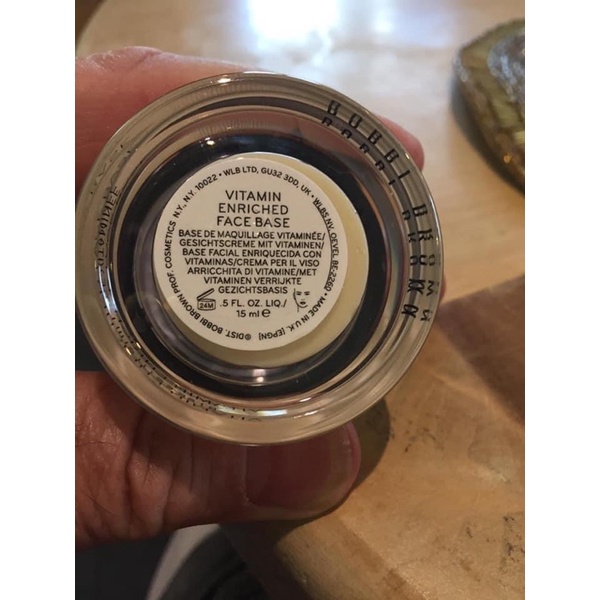 VITAMIN
ENRICHED
FACE BASE
BASE DE MAQUILLAGE VITAMINÉE/
GESICHTSCREME MIT VITAMINEN/
BASE FACIAL ENRIQUECIDA CON
VITAMINAS/CREMA PER IL VISO
ARRICCHITA DI VITAMINE/MET
VITAMINEN VERRIJKTE
GEZICHTSBASIS
24M .5 FL. OZ. LIQ./
15 ml e
®DIST. BOBBI BROWN PROF. COSMETICS N.Y., N.Y. 10022 • WLB LTD, GU32 3DD, UK • WLBS NV, OEVEL BE-2260 • MADE IN U.K. [EPGN]
BOBBI BROWN